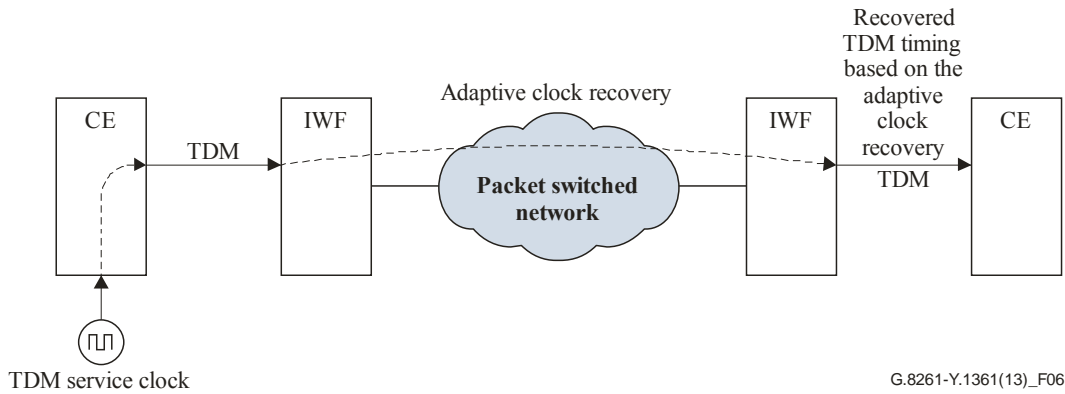 Recovered
TDM timing
based on the
adaptive
clock
recovery
TDM
Adaptive clock recovery
CE
IWF
IWF
CE
TDM
Packet switched
network
TDM service clock
G.8261-Y.1361(13)_F06